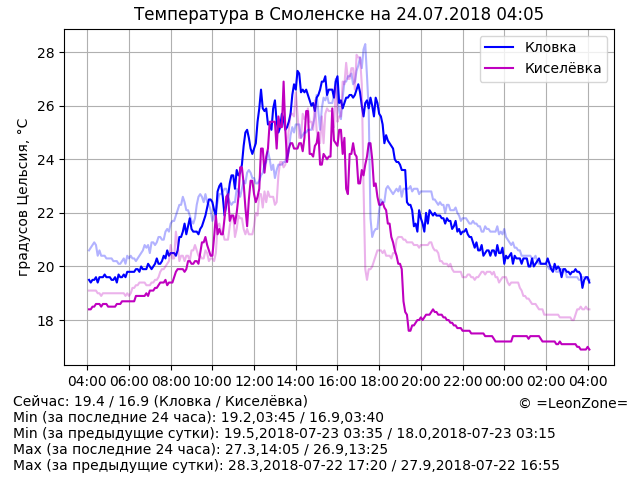 Температура в Смоленске на 24.07.2018 04:05
Кловка
Киселёвка
градусов Цельсия, °C
28
26
24
22
20
18
04:00 06:00 08:00 10:00 12:00 14:00 16:00 18:00 20:00 22:00 00:00 02:00 04:00
Сейчас: 19.4 / 16.9 (Кловка / Киселёвка)
© =LeonZone=
Min (за последние 24 часа): 19.2,03:45 / 16.9,03:40
Min (за предыдущие сутки): 19.5,2018-07-23 03:35 / 18.0,2018-07-23 03:15
Max (за последние 24 часа): 27.3,14:05 / 26.9,13:25
Max (за предыдущие сутки): 28.3,2018-07-22 17:20 / 27.9,2018-07-22 16:55